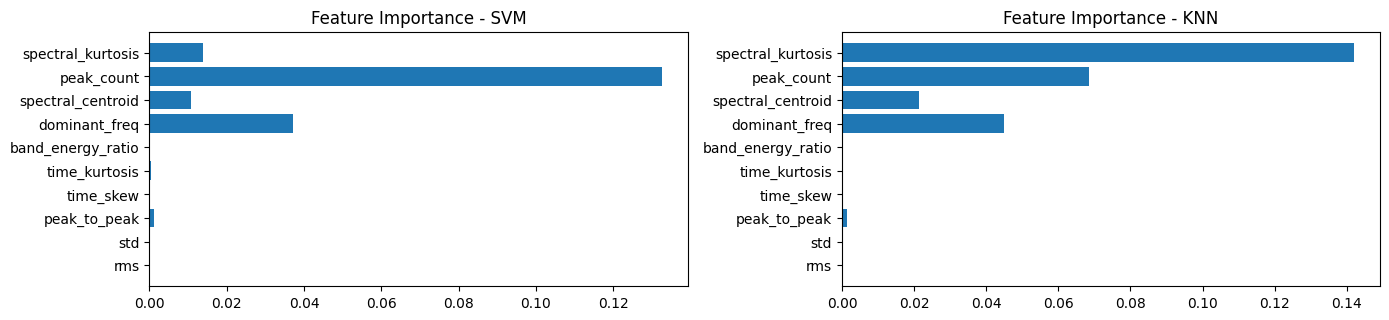 Feature Importance - SVM
spectral_kurtosis
peak_count
spectral_centroid
dominant_freq
band_energy_ratio
time_kurtosis
time_skew
peak_to_peak
std
rms
0.00 0.02 0.04 0.06 0.08 0.10 0.12
Feature Importance - KNN
spectral_kurtosis
peak_count
spectral_centroid
dominant_freq
band_energy_ratio
time_kurtosis
time_skew
peak_to_peak
std
rms
0.00 0.02 0.04 0.06 0.08 0.10 0.12 0.14